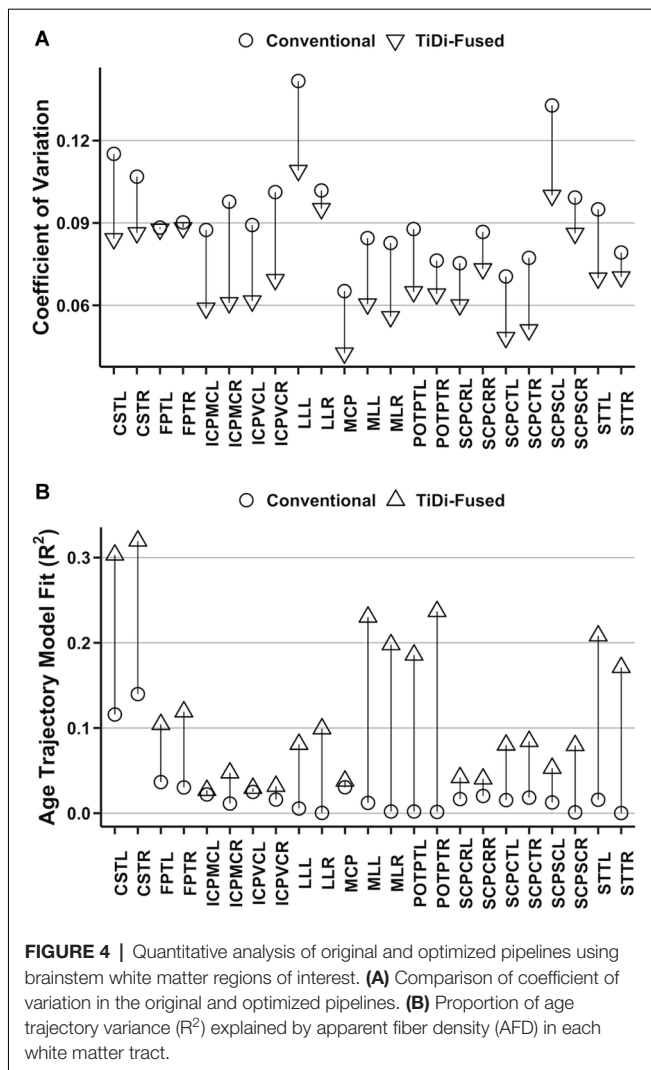 A
○ Conventional ▽ TiDi-Fused
Coefficient of Variation
0.12
0.09
0.06
CSTL
CSTR
FPTL
FPTR
ICPMCL
ICPMCR
ICPVCL
ICPVCR
LLL
LLR
MCP
MLL
MLR
POTPTL
POTPTR
SCPCRL
SCPCRR
SCPCTL
SCPCTR
SCPSCL
SCPSCR
STTL
STTR
B
○ Conventional △ TiDi-Fused
Age Trajectory Model Fit (R²)
0.3
0.2
0.1
0.0
CSTL
CSTR
FPTL
FPTR
ICPMCL
ICPMCR
ICPVCL
ICPVCR
LLL
LLR
MCP
MLL
MLR
POTPTL
POTPTR
SCPCRL
SCPCRR
SCPCTL
SCPCTR
SCPSCL
SCPSCR
STTL
STTR
FIGURE 4 | Quantitative analysis of original and optimized pipelines using
brainstem white matter regions of interest. (A) Comparison of coefficient of
variation in the original and optimized pipelines. (B) Proportion of age
trajectory variance (R²) explained by apparent fiber density (AFD) in each
white matter tract.